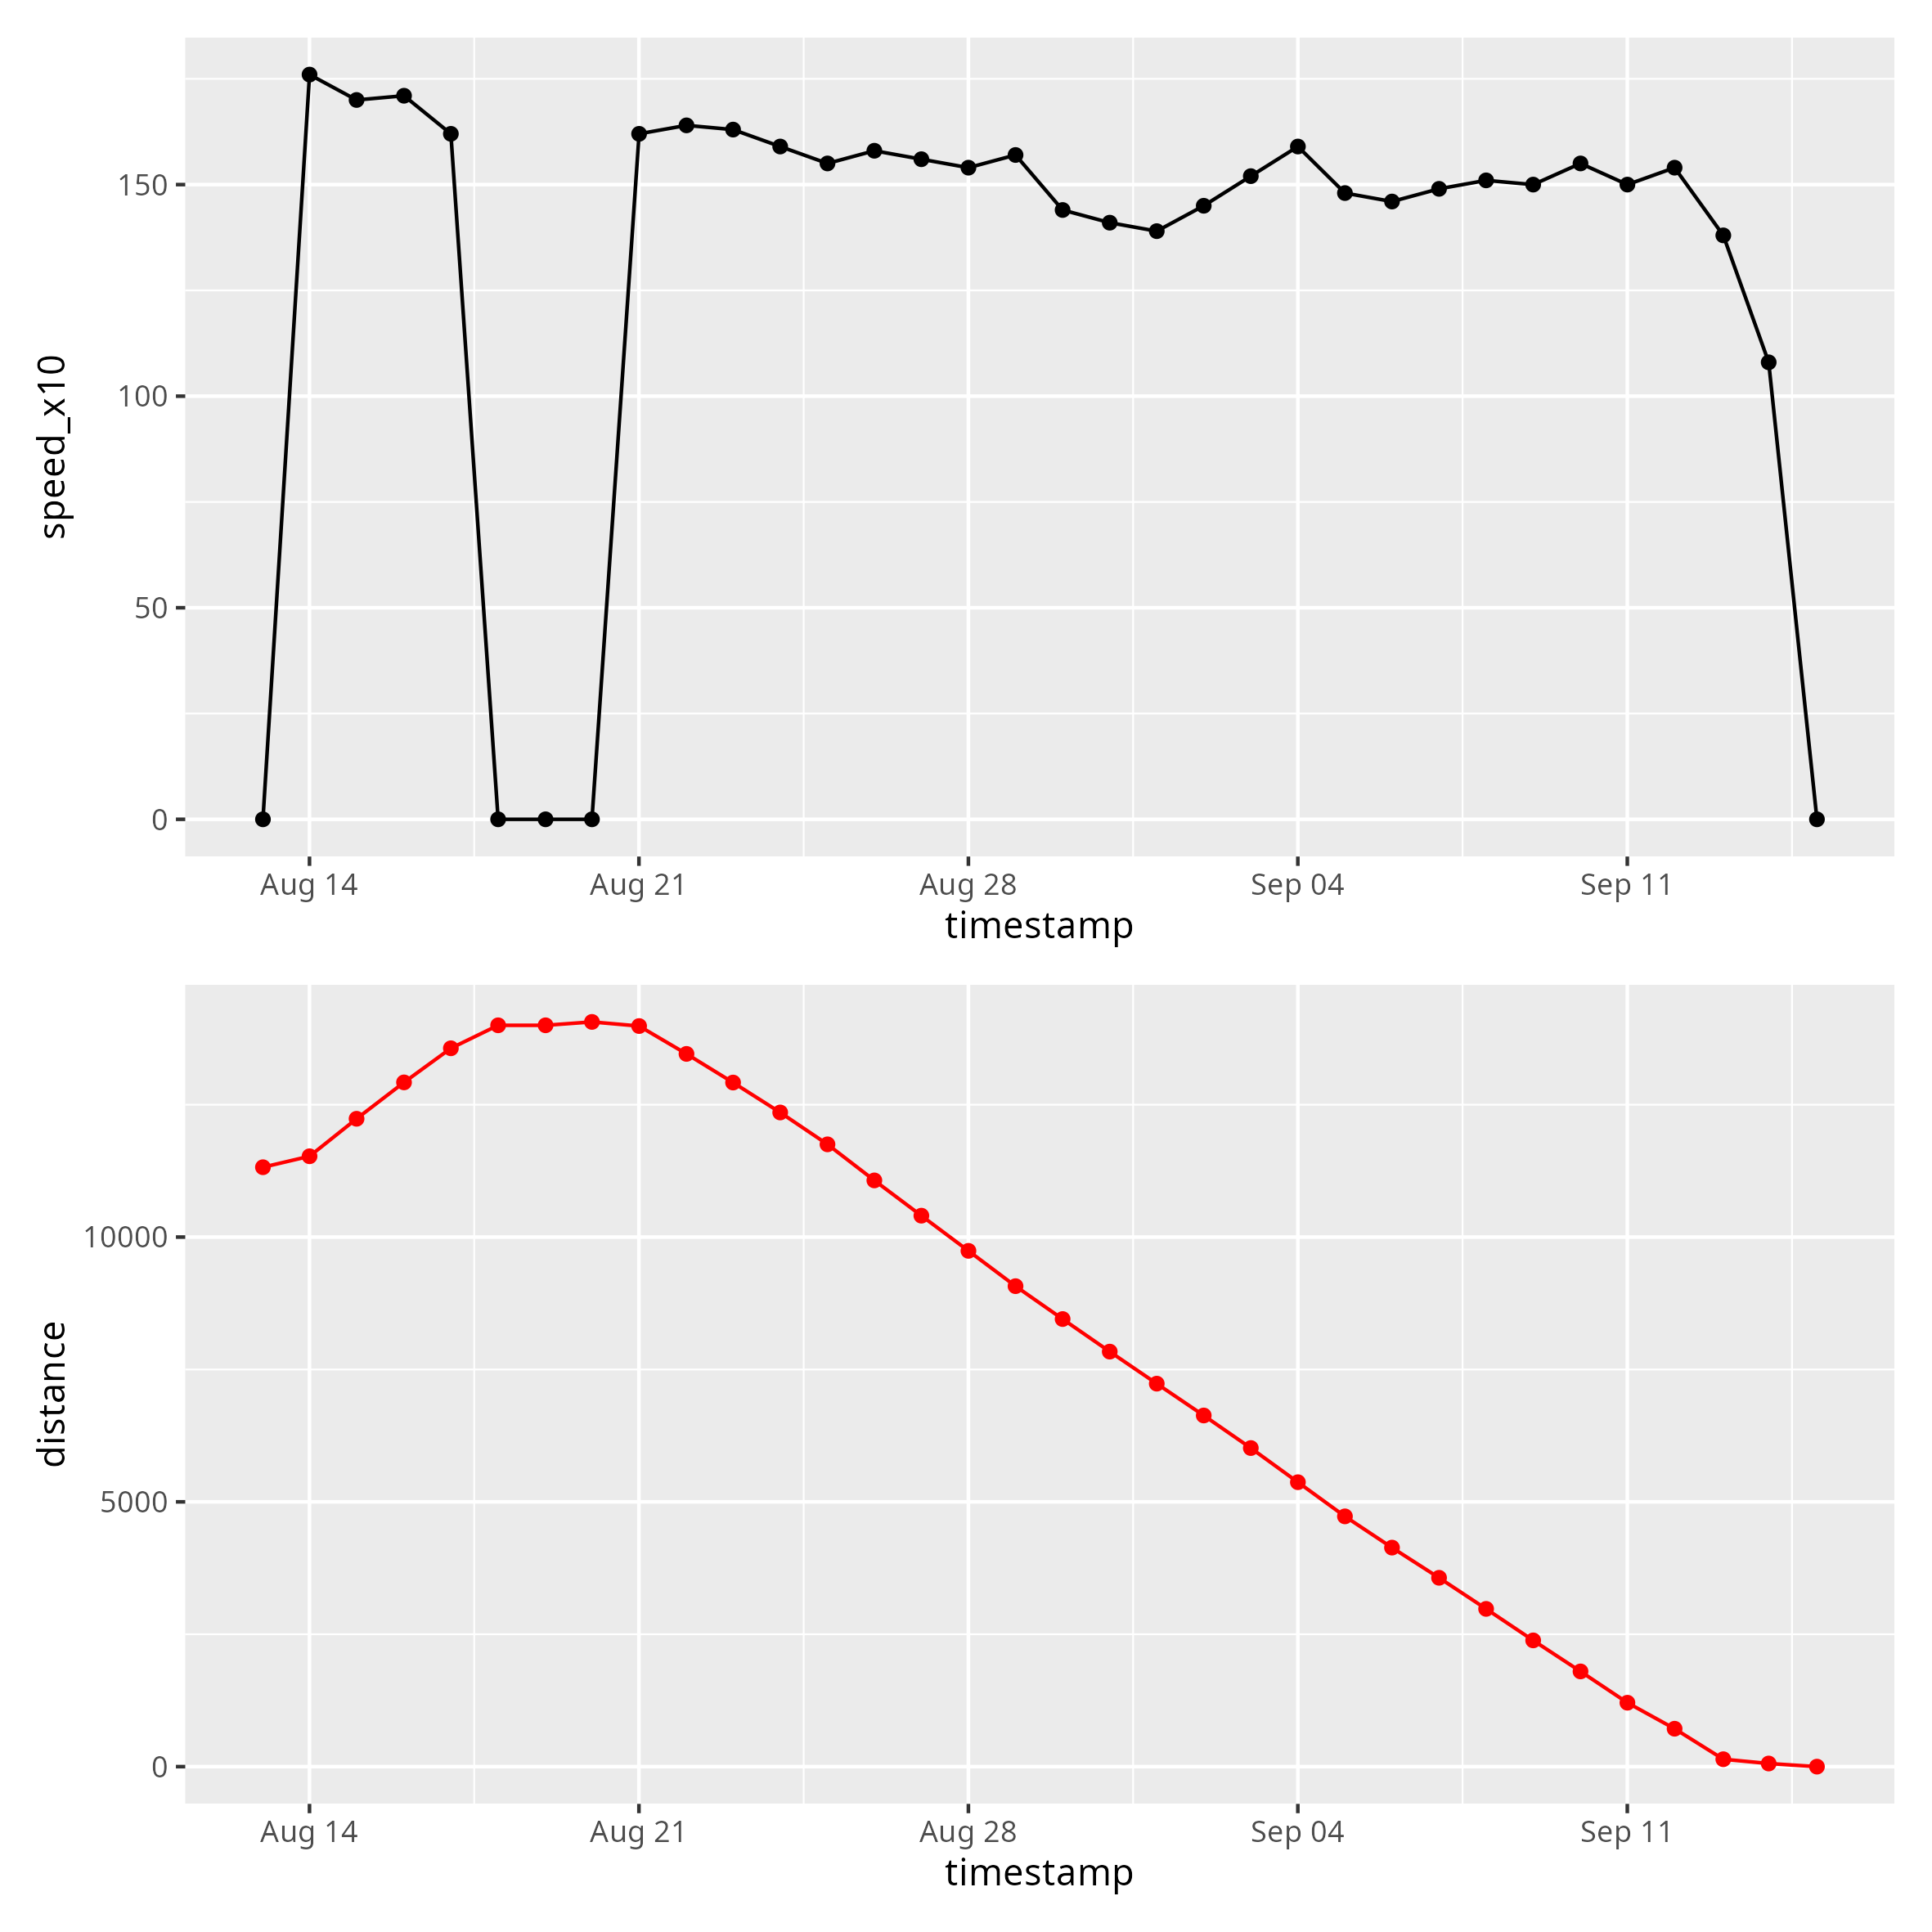 speed_x10
150
100
50
0
Aug 14 Aug 21 Aug 28 Sep 04 Sep 11
timestamp
distance
10000
5000
0
Aug 14 Aug 21 Aug 28 Sep 04 Sep 11
timestamp